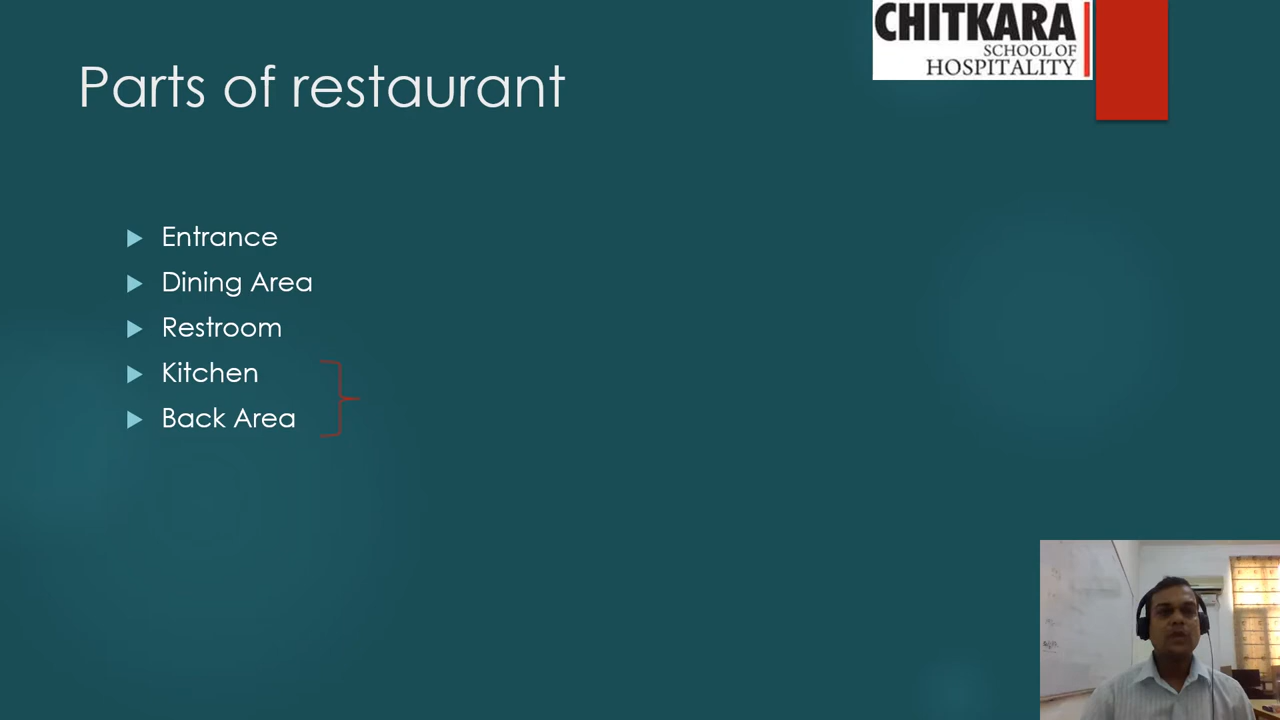 CHITKARA
SCHOOL OF
HOSPITALITY
Parts of restaurant
Entrance
Dining Area
Restroom
Kitchen
Back Area